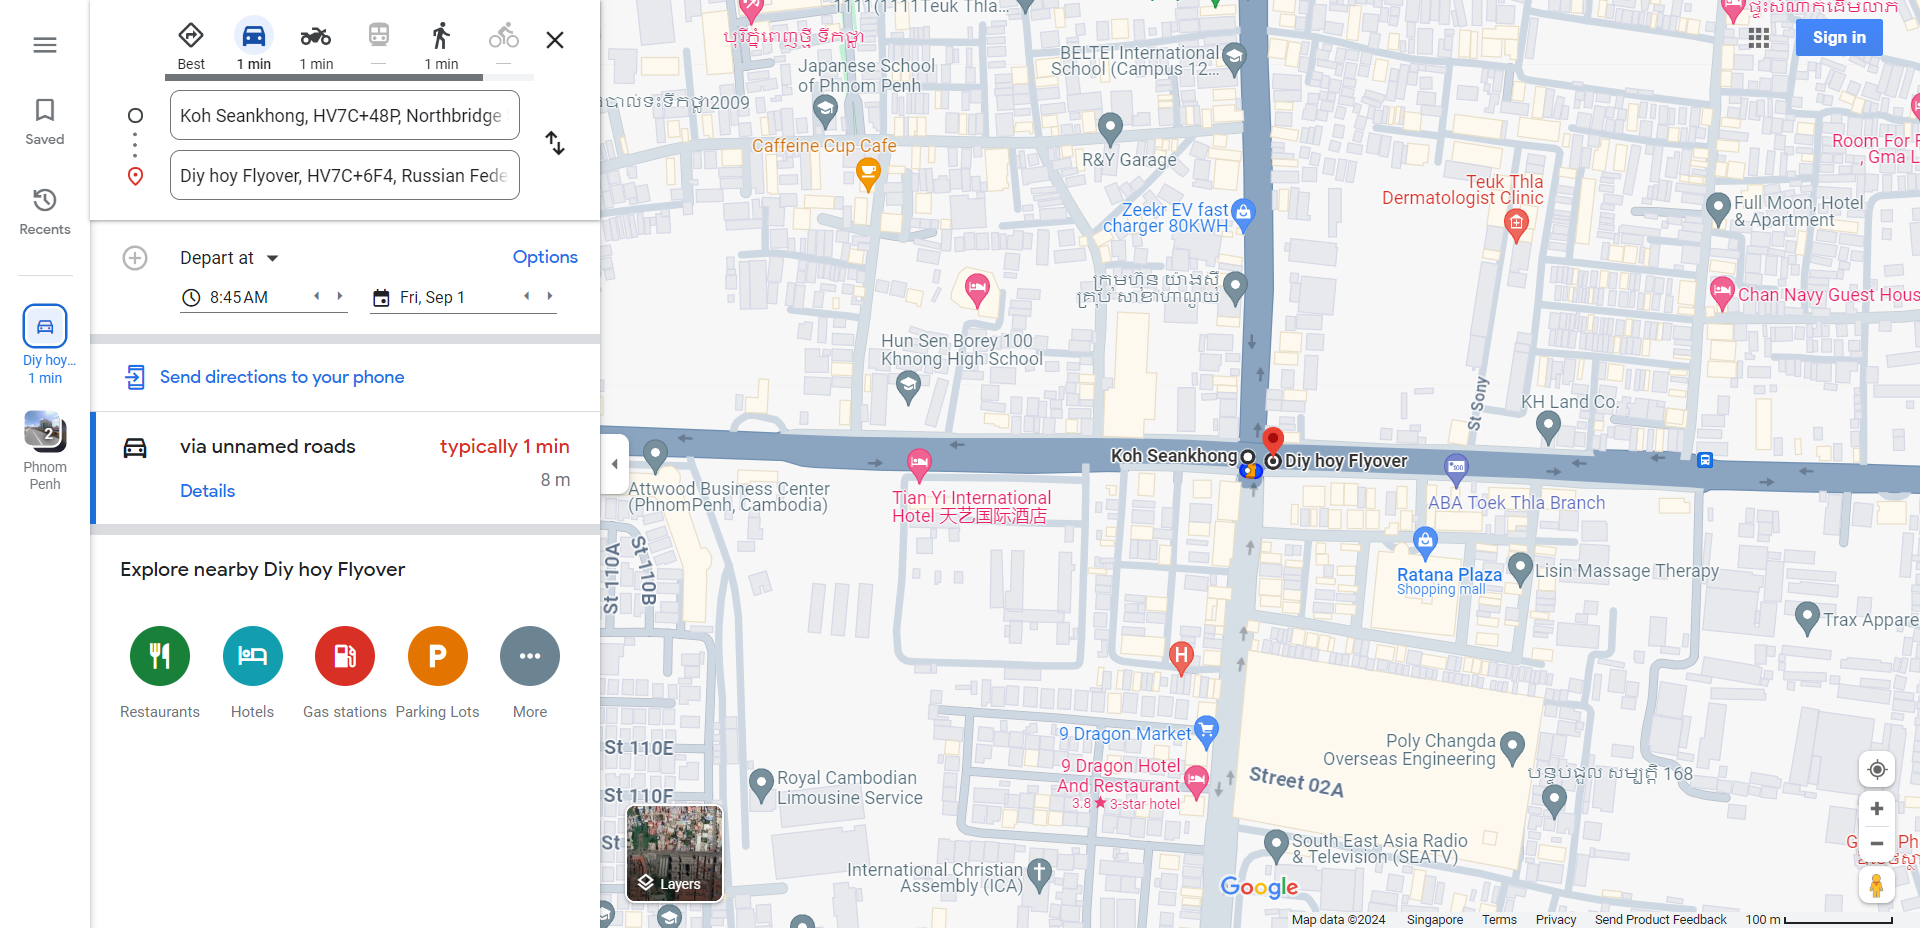 Saved
Recents
Diy hoy...
1 min
2
Phnom
Penh
Best
1 min
1 min
—
1 min
—
Koh Seankhong, HV7C+48P, Northbridge
Diy hoy Flyover, HV7C+6F4, Russian Fede
Depart at
Options
8:45 AM
Fri, Sep 1
Send directions to your phone
via unnamed roads
typically 1 min
8 m
Details
Explore nearby Diy hoy Flyover
Restaurants
Hotels
Gas stations
Parking Lots
More
Layers
1111(1111Teuk Thla...
បុរីភ្នំពេញថ្មី ទឹកថ្លា
Japanese School
of Phnom Penh
BELTEI International
School (Campus 12...
Sign in
Caffeine Cup Cafe
R&Y Garage
Room For
, Gma L
Teuk Thla
Dermatologist Clinic
Zeekr EV fast
charger 80KWH
Full Moon, Hotel
& Apartment
Chan Navy Guest Hous
Hun Sen Borey 100
Khnong High School
St Sony
KH Land Co.
Koh Seankhong
Diy hoy Flyover
Attwood Business Center
(PhnomPenh, Cambodia)
Tian Yi International
Hotel 天艺国际酒店
ABA Toek Thla Branch
St 110A
St 110B
Ratana Plaza
Shopping mall
Lisin Massage Therapy
Trax Appare
H
9 Dragon Market
Poly Changda
Overseas Engineering
St 110E
9 Dragon Hotel
And Restaurant
3.8★3-star hotel
Street 02A
បន្ទប់ជួល សម្បត្តិ 168
Royal Cambodian
Limousine Service
St 110F
St
South East Asia Radio
& Television (SEATV)
International Christian
Assembly (ICA)
Google
Map data ©2024
Singapore
Terms
Privacy
Send Product Feedback
100 m